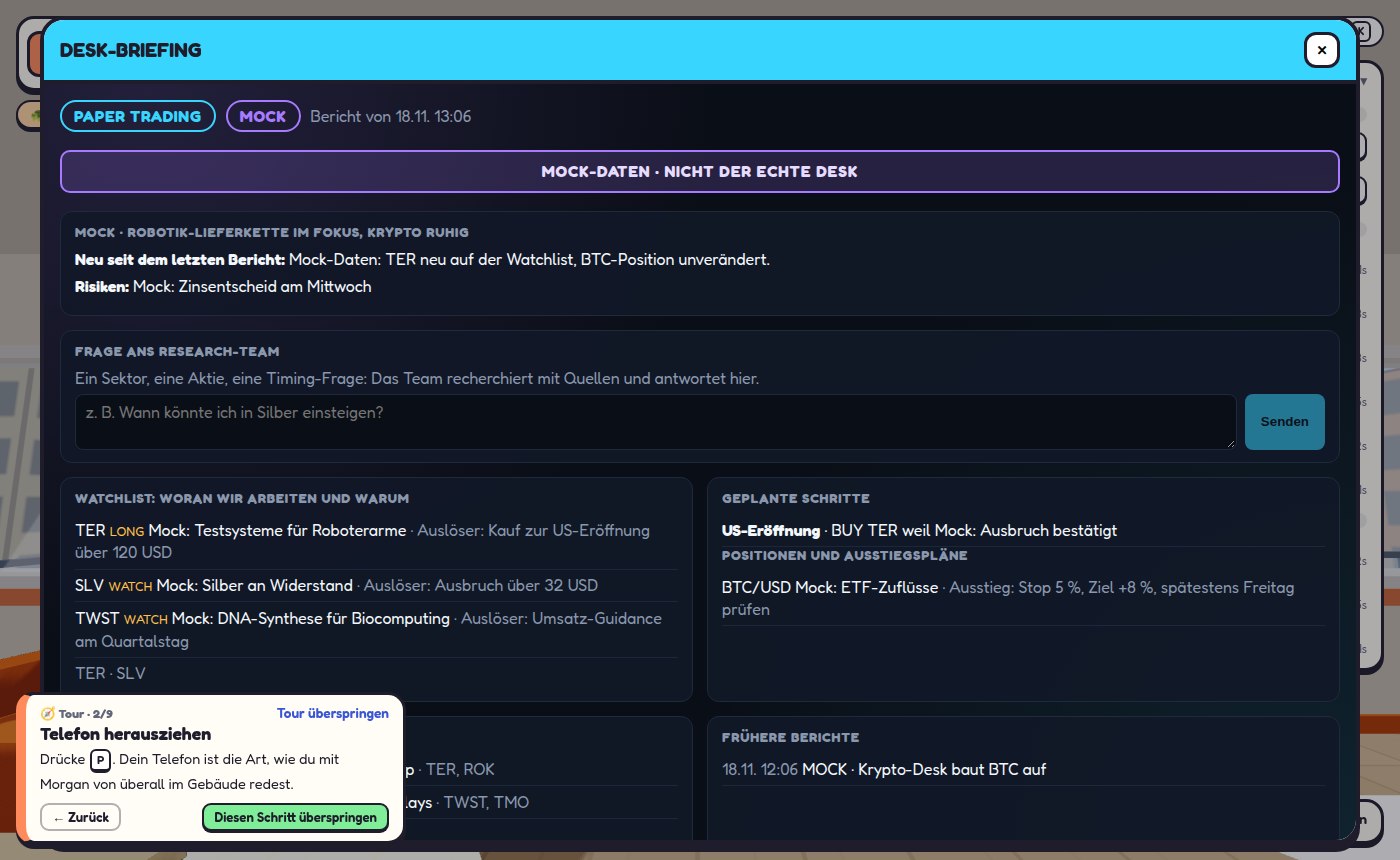 DESK-BRIEFING
×
PAPER TRADING
MOCK
Bericht von 18.11. 13:06
MOCK-DATEN · NICHT DER ECHTE DESK
MOCK · ROBOTIK-LIEFERKETTE IM FOKUS, KRYPTO RUHIG
Neu seit dem letzten Bericht: Mock-Daten: TER neu auf der Watchlist, BTC-Position unverändert.
Risiken: Mock: Zinsentscheid am Mittwoch
FRAGE ANS RESEARCH-TEAM
Ein Sektor, eine Aktie, eine Timing-Frage: Das Team recherchiert mit Quellen und antwortet hier.
z. B. Wann könnte ich in Silber einsteigen?
Senden
WATCHLIST: WORAN WIR ARBEITEN UND WARUM
TER LONG Mock: Testsysteme für Roboterarme · Auslöser: Kauf zur US-Eröffnung
über 120 USD
SLV WATCH Mock: Silber an Widerstand · Auslöser: Ausbruch über 32 USD
TWST WATCH Mock: DNA-Synthese für Biocomputing · Auslöser: Umsatz-Guidance
am Quartalstag
TER · SLV
GEPLANTE SCHRITTE
US-Eröffnung · BUY TER weil Mock: Ausbruch bestätigt
POSITIONEN UND AUSSTIEGSPLÄNE
BTC/USD Mock: ETF-Zuflüsse · Ausstieg: Stop 5 %, Ziel +8 %, spätestens Freitag
prüfen
p · TER, ROK
lays · TWST, TMO
FRÜHERE BERICHTE
18.11. 12:06 MOCK · Krypto-Desk baut BTC auf
Tour · 2/9
Tour überspringen
Telefon herausziehen
Drücke P. Dein Telefon ist die Art, wie du mit
Morgan von überall im Gebäude redest.
← Zurück
Diesen Schritt überspringen